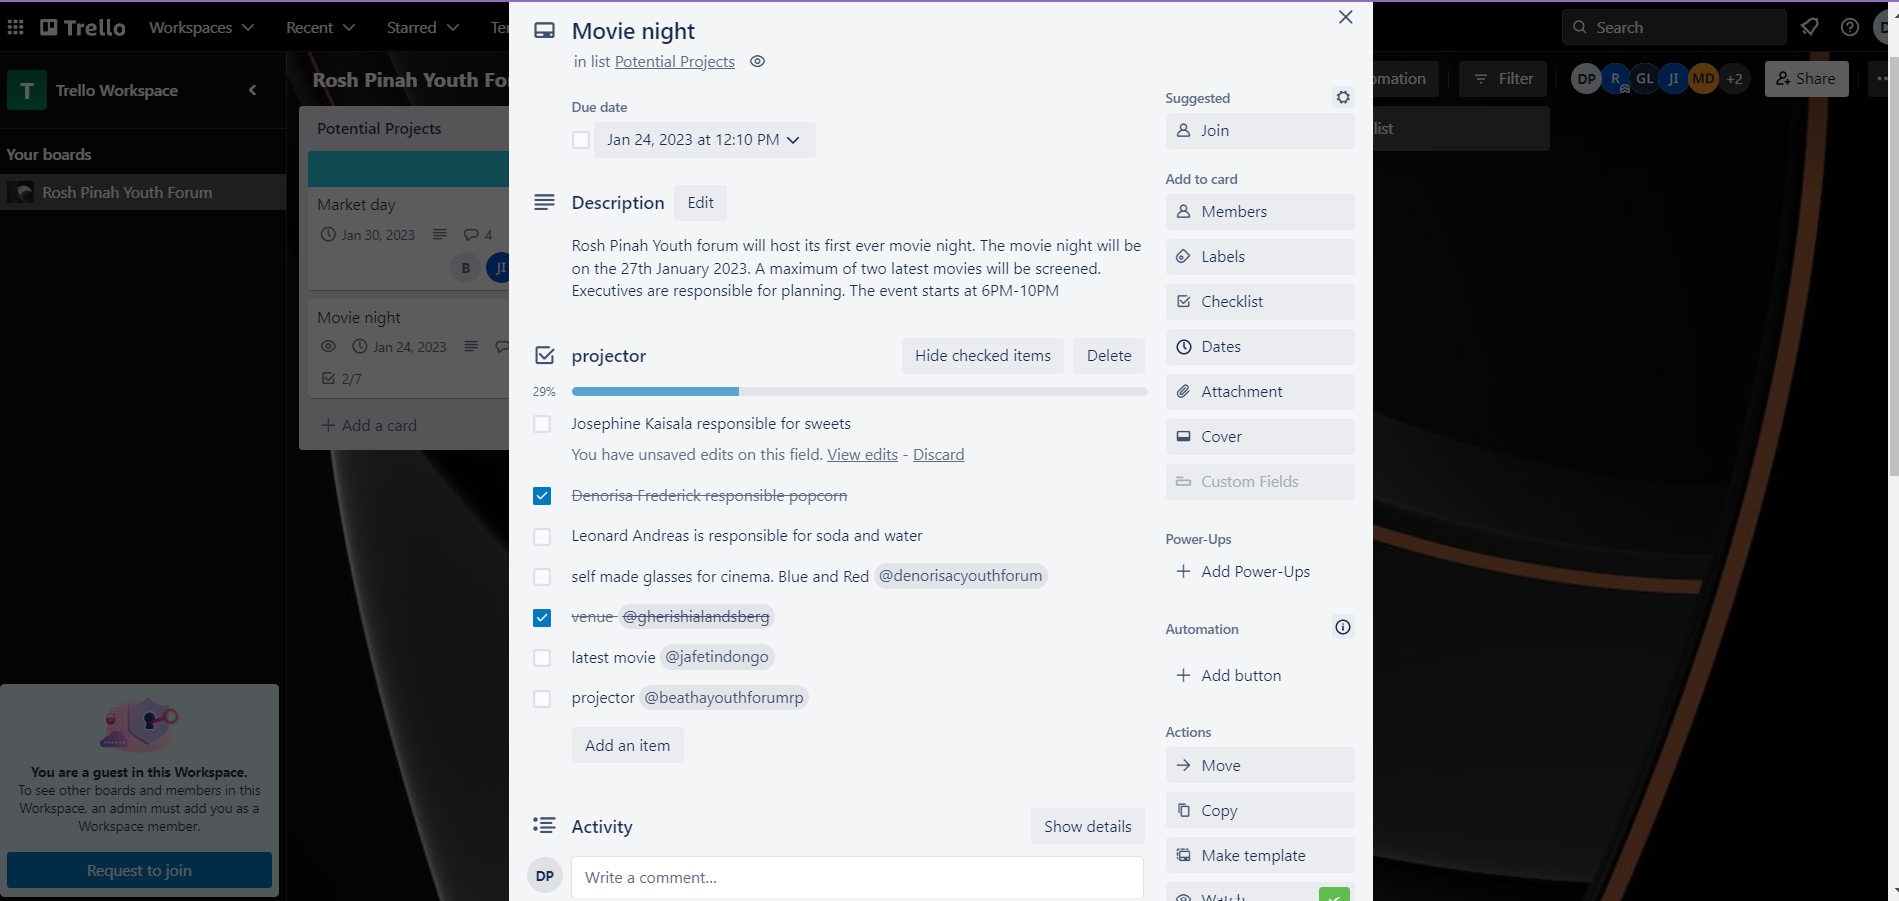 Trello
Workspaces
Recent
Starred
Te
Search
D
T
Trello Workspace
Your boards
Rosh Pinah Youth Forum
You are a guest in this Workspace.
To see other boards and members in this
Workspace, an admin must add you as a
Workspace member.
Request to join
Rosh Pinah Youth Fo
omation
Filter
DP
R
GL
JI
MD
+2
Share
Potential Projects
Market day
Jan 30, 2023
4
B
JI
Movie night
Jan 24, 2023
2/7
Add a card
list
Movie night
in list Potential Projects
Due date
Jan 24, 2023 at 12:10 PM
Description
Edit
Rosh Pinah Youth forum will host its first ever movie night. The movie night will be
on the 27th January 2023. A maximum of two latest movies will be screened.
Executives are responsible for planning. The event starts at 6PM-10PM
projector
Hide checked items
Delete
29%
Josephine Kaisala responsible for sweets
You have unsaved edits on this field. View edits - Discard
Denorisa Frederick responsible popcorn
Leonard Andreas is responsible for soda and water
self made glasses for cinema. Blue and Red @denorisacyouthforum
venue @gherishialandsberg
latest movie @jafetindongo
projector @beathayouthforumrp
Add an item
Activity
Show details
DP
Write a comment...
Suggested
Join
Add to card
Members
Labels
Checklist
Dates
Attachment
Cover
Custom Fields
Power-Ups
Add Power-Ups
Automation
Add button
Actions
Move
Copy
Make template
Watch